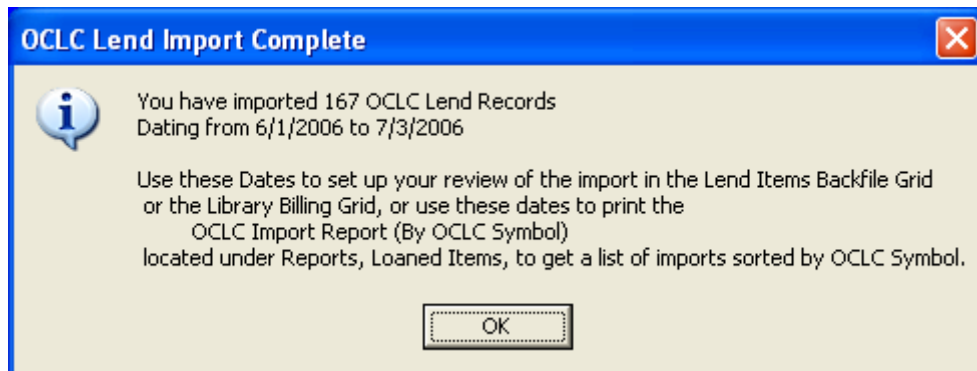 OCLC Lend Import Complete
You have imported 167 OCLC Lend Records
Dating from 6/1/2006 to 7/3/2006
Use these Dates to set up your review of the import in the Lend Items Backfile Grid
or the Library Billing Grid, or use these dates to print the
OCLC Import Report (By OCLC Symbol)
located under Reports, Loaned Items, to get a list of imports sorted by OCLC Symbol.
OK